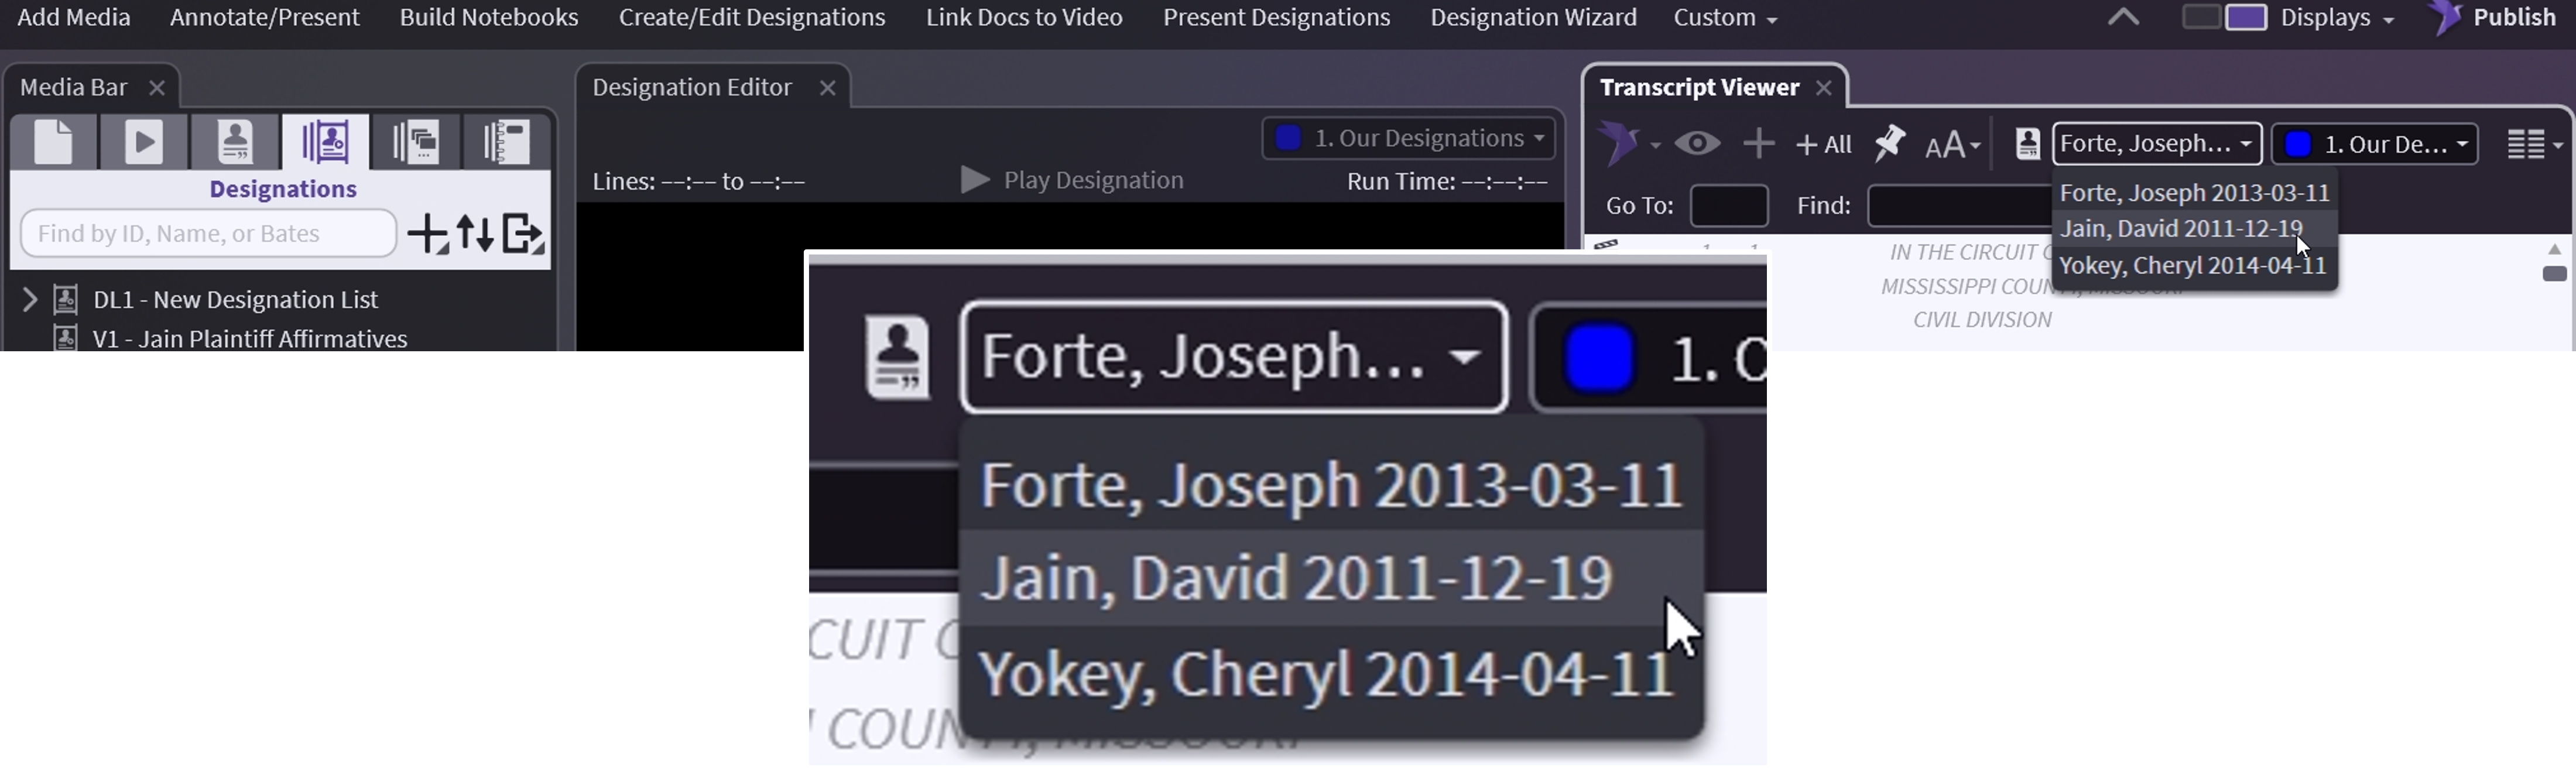 Add Media Annotate/Present Build Notebooks Create/Edit Designations Link Docs to Video Present Designations Designation Wizard Custom Displays Publish
Media Bar
Designations
Find by ID, Name, or Bates
DL1 - New Designation List
V1 - Jain Plaintiff Affirmatives
Designation Editor
1. Our Designations
Lines: --:-- to --:-- Play Designation Run Time: --:--:--
Transcript Viewer
+ All AA Forte, Joseph... 1. Our De...
Go To: Find:
Forte, Joseph 2013-03-11
Jain, David 2011-12-19
Yokey, Cheryl 2014-04-11
IN THE CIRCUIT C
MISSISSIPPI COUNTY, MISSOURI
CIVIL DIVISION
Forte, Joseph... 1. O
Forte, Joseph 2013-03-11
Jain, David 2011-12-19
Yokey, Cheryl 2014-04-11
CUIT C
COUNTY, MISSOURI